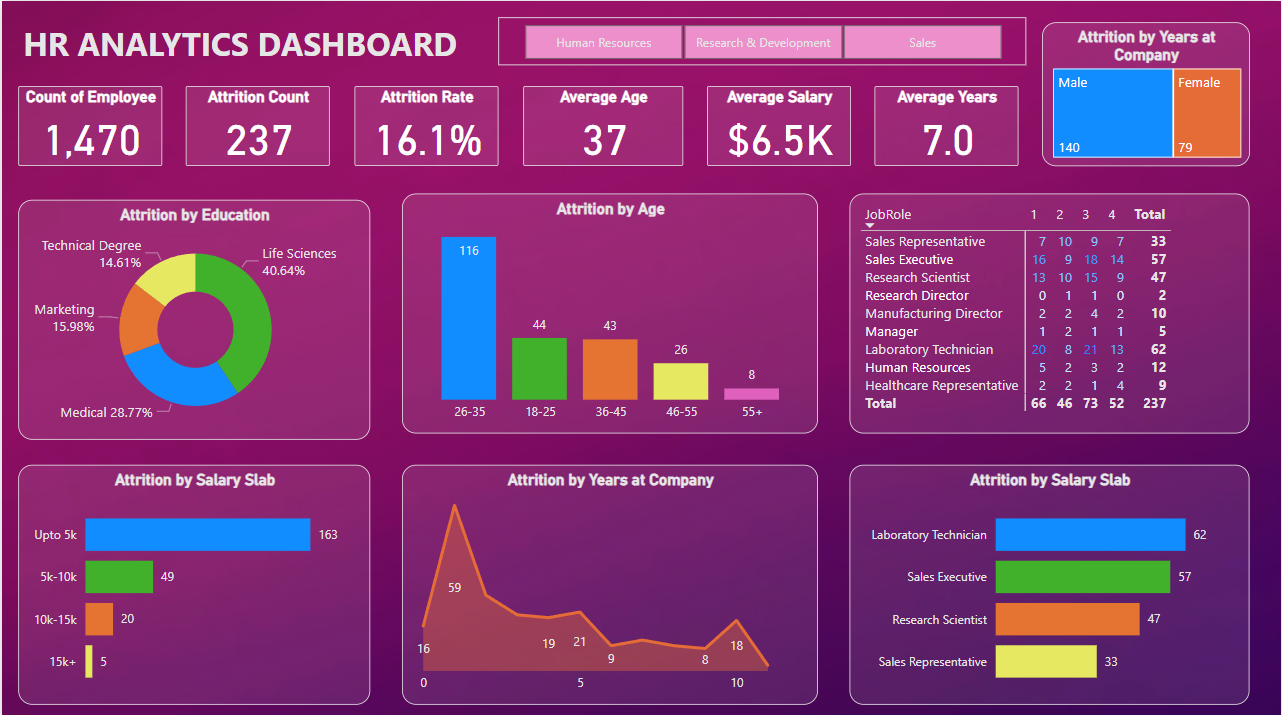 HR ANALYTICS DASHBOARD
Human Resources
Research & Development
Sales
Attrition by Years at
Company
Male
Female
140
79
Count of Employee
1,470
Attrition Count
237
Attrition Rate
16.1%
Average Age
37
Average Salary
$6.5K
Average Years
7.0
Attrition by Education
Technical Degree
14.61%
Life Sciences
40.64%
Marketing
15.98%
Medical 28.77%
Attrition by Age
116
44
43
26
8
26-35 18-25 36-45 46-55 55+
JobRole 1 2 3 4 Total
Sales Representative 7 10 9 7 33
Sales Executive 16 9 18 14 57
Research Scientist 13 10 15 9 47
Research Director 0 1 1 0 2
Manufacturing Director 2 2 4 2 10
Manager 1 2 1 1 5
Laboratory Technician 20 8 21 13 62
Human Resources 5 2 3 2 12
Healthcare Representative 2 2 1 4 9
Total 66 46 73 52 237
Attrition by Salary Slab
Upto 5k 163
5k-10k 49
10k-15k 20
15k+ 5
Attrition by Years at Company
16
59
19
21
9
8
18
0 5 10
Attrition by Salary Slab
Laboratory Technician 62
Sales Executive 57
Research Scientist 47
Sales Representative 33